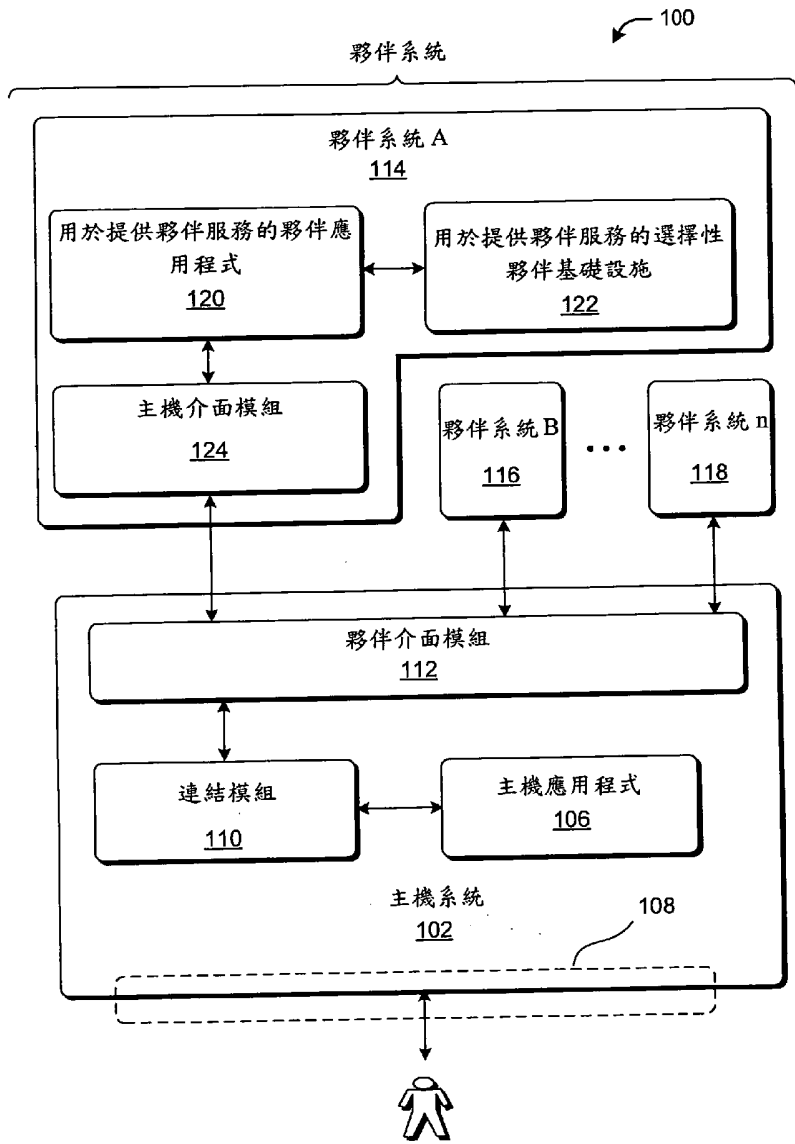 100
夥伴系統
夥伴系統 A
114
用於提供夥伴服務的夥伴應
用程式
120
用於提供夥伴服務的選擇性
夥伴基礎設施
122
主機介面模組
124
夥伴系統 B
116
...
夥伴系統 n
118
夥伴介面模組
112
連結模組
110
主機應用程式
106
主機系統
102
108